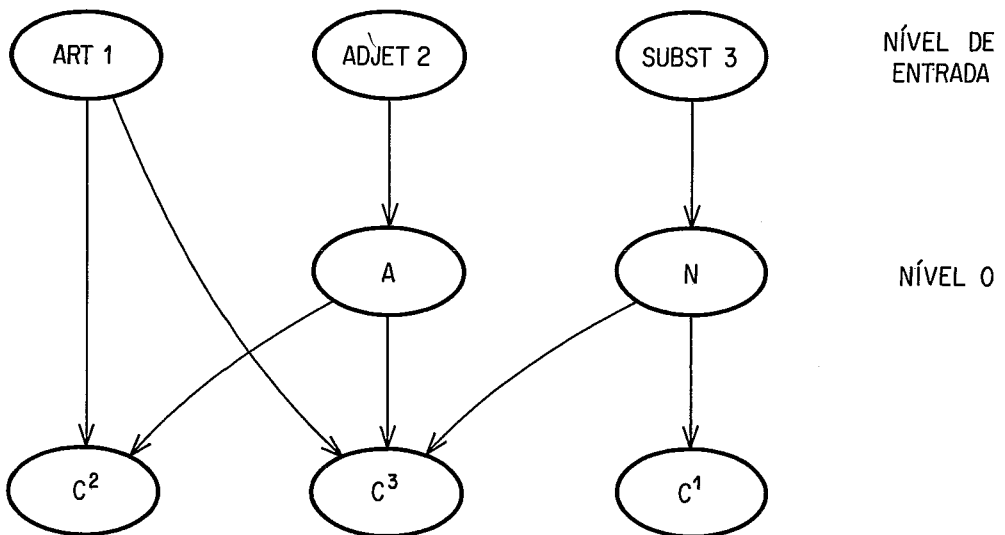 ART 1
ADJET 2
SUBST 3
NÍVEL DE
ENTRADA
A
N
NÍVEL 0
C²
C³
C¹